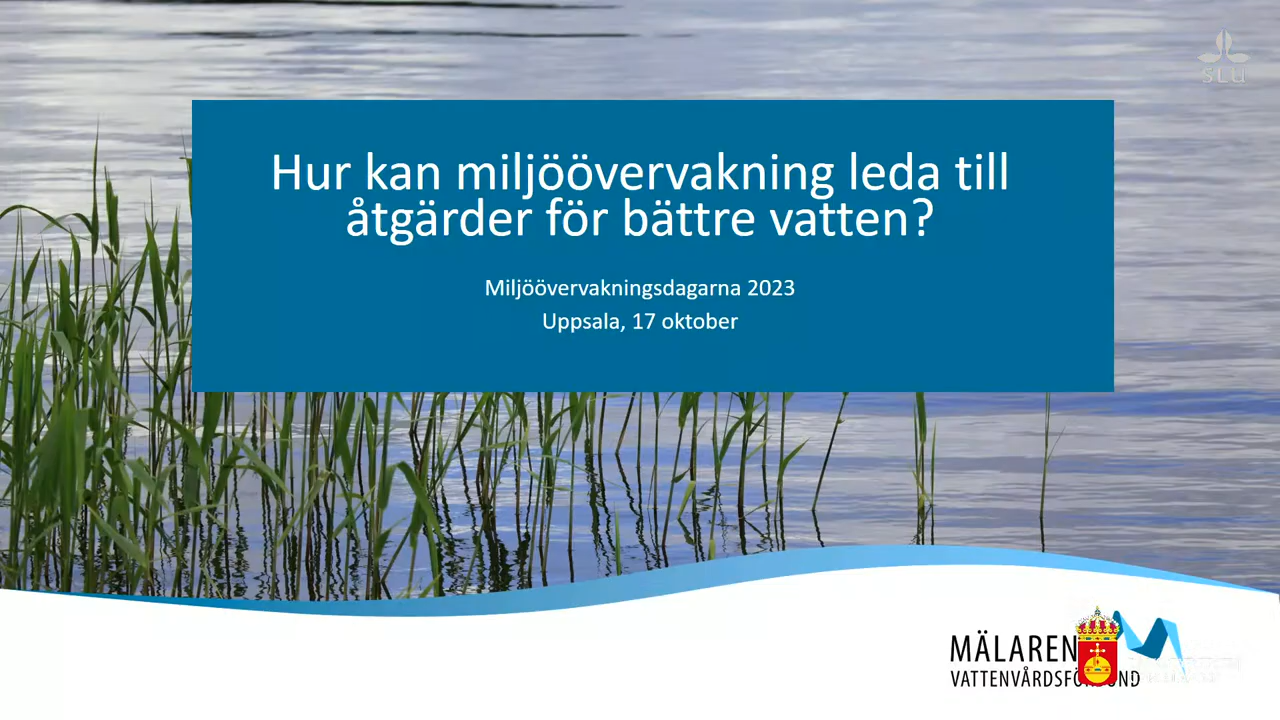 SLU
Hur kan miljöövervakning leda till
åtgärder för bättre vatten?
Miljöövervakningsdagarna 2023
Uppsala, 17 oktober
MÄLAREN
VATTENVÅRDSFÖRBUND